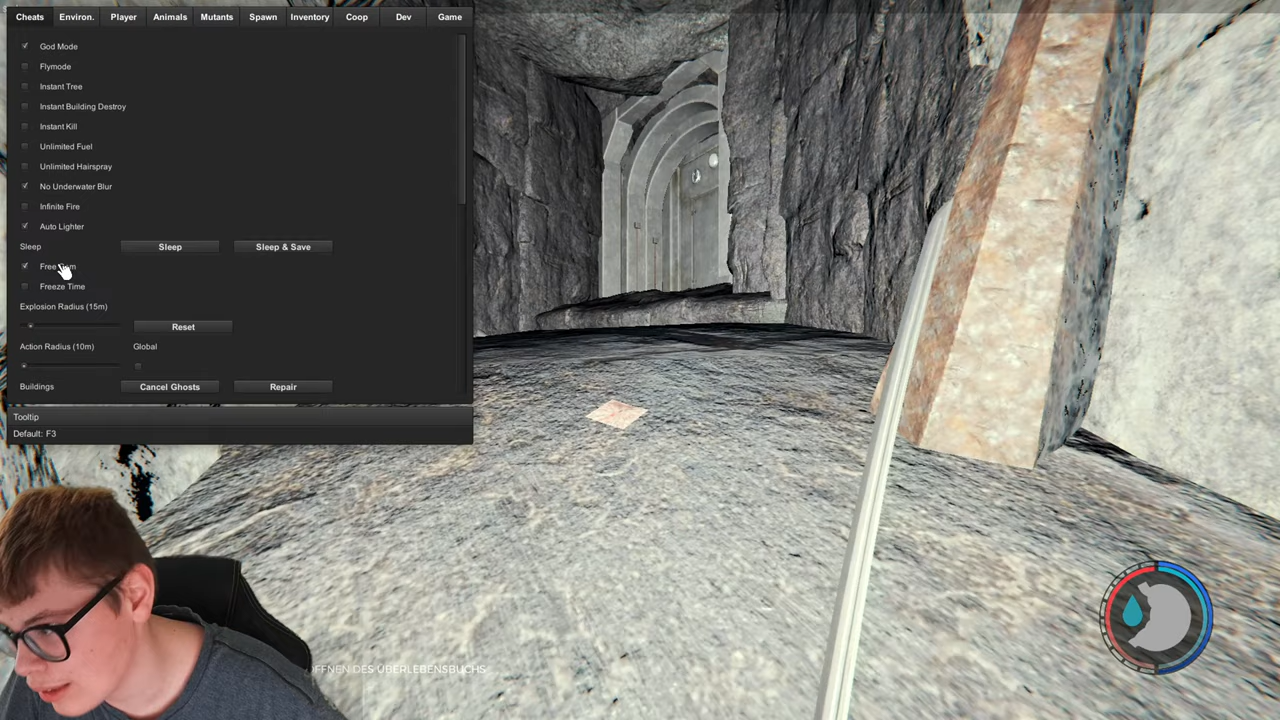 Cheats Environ. Player Animals Mutants Spawn Inventory Coop Dev Game
God Mode
Flymode
Instant Tree
Instant Building Destroy
Instant Kill
Unlimited Fuel
Unlimited Hairspray
No Underwater Blur
Infinite Fire
Auto Lighter
Sleep Sleep Sleep & Save
Freeze Time
Explosion Radius (15m)
Reset
Action Radius (10m) Global
Buildings Cancel Ghosts Repair
Tooltip
Default: F3
DES ÜBERLEBENSBUCHS